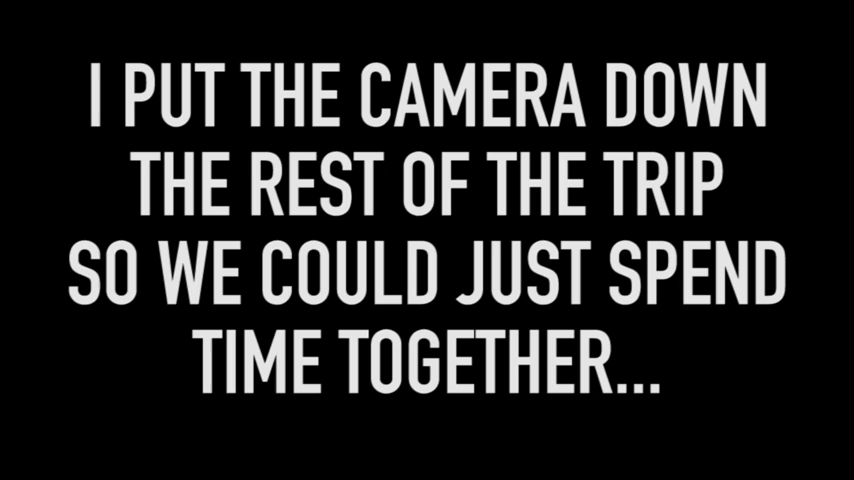 I PUT THE CAMERA DOWN
THE REST OF THE TRIP
SO WE COULD JUST SPEND
TIME TOGETHER...